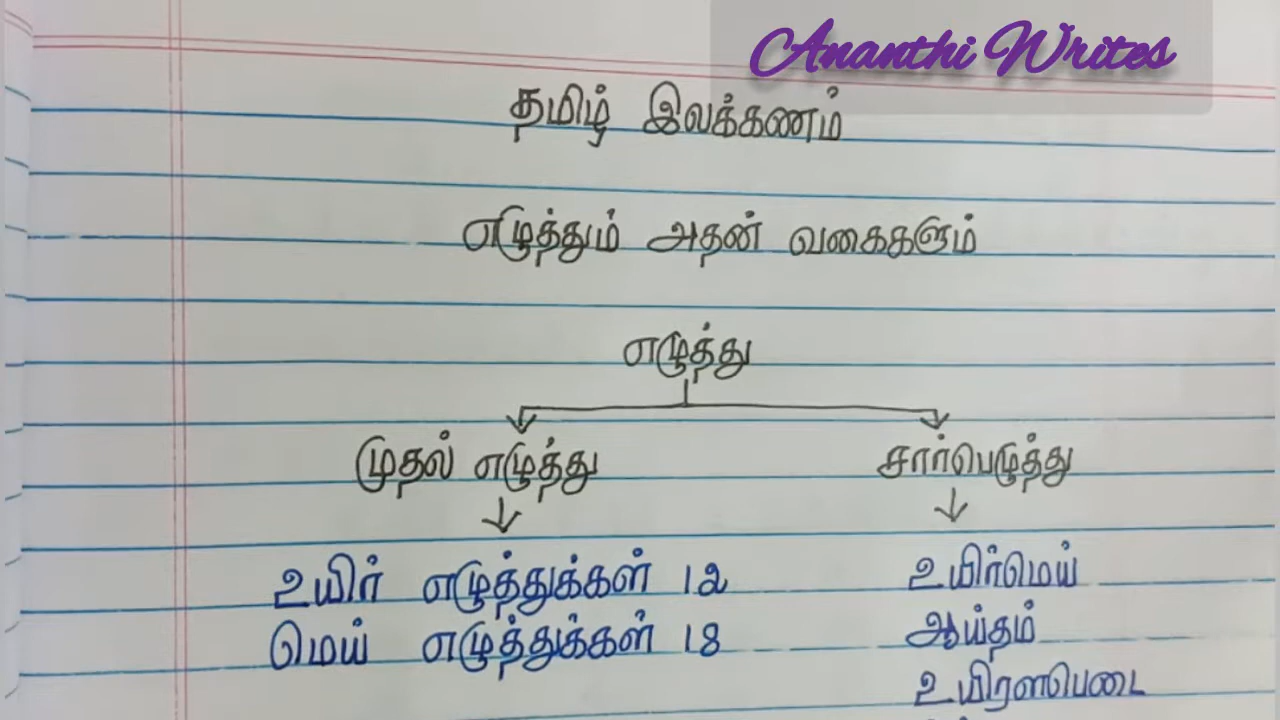 Ananthi Writes
தமிழ் இலக்கணம்
எழுத்தும் அதன் வகைகளும்
எழுத்து
முதல் எழுத்து சார்பெழுத்து
உயிர் எழுத்துக்கள் 12 உயிர்மெய்
மெய் எழுத்துக்கள் 18 ஆய்தம்
உயிரளபெடை